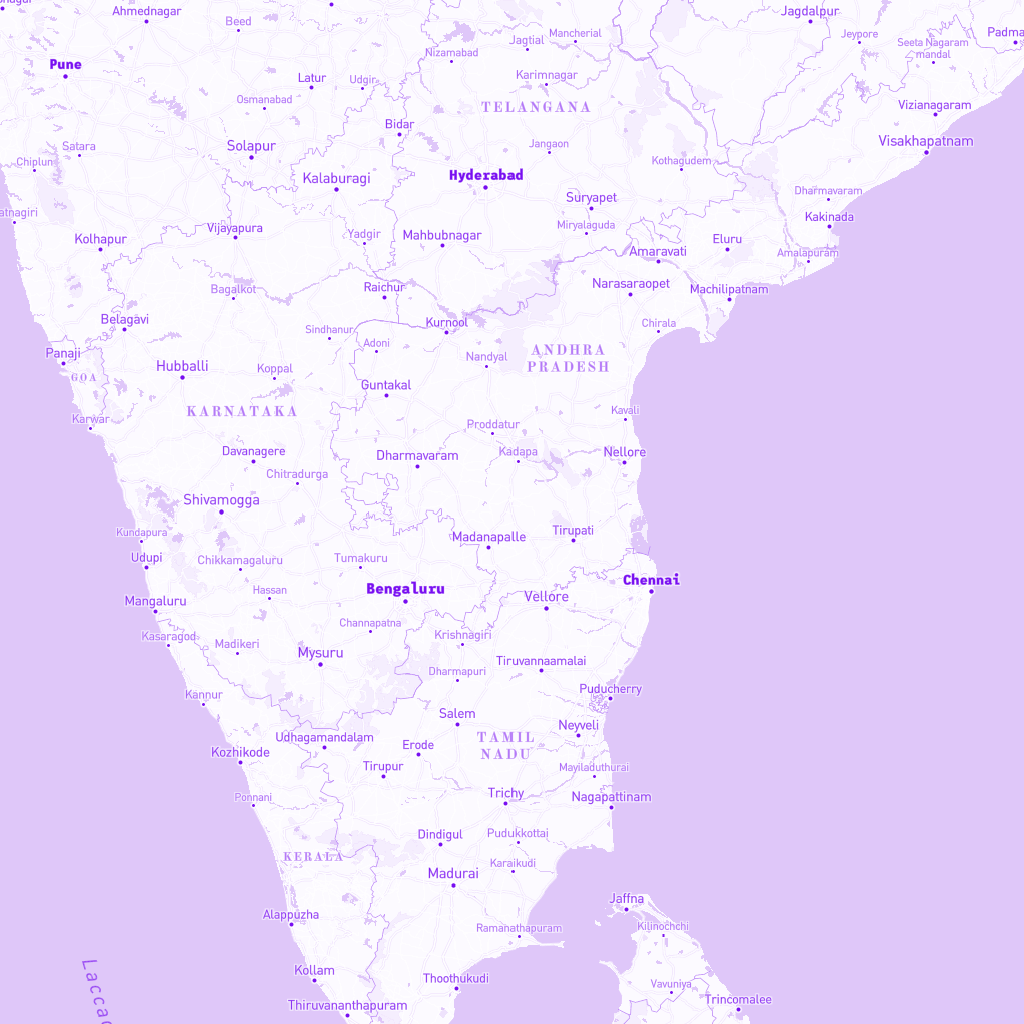 Ahmednagar
Beed
Jagdalpur
Jeypore
Seeta Nagaram
mandal
Jagtial
Mancherial
Nizamabad
Pune
Latur
Udgir
Karimnagar
Osmanabad
TELANGANA
Vizianagaram
Bidar
Visakhapatnam
Satara
Solapur
Jangaon
Chiplun
Kothagudem
Kalaburagi
Hyderabad
Suryapet
Dharmavaram
Kakinada
Vijayapura
Yadgir
Mahbubnagar
Miryalaguda
Kolhapur
Eluru
Amaravati
Amalapuram
Bagalkot
Raichur
Narasaraopet
Machilipatnam
Belagavi
Sindhanur
Kurnool
Chirala
Adoni
Panaji
GOA
Hubballi
Koppal
Nandyal
ANDHRA
PRADESH
Guntakal
KARNATAKA
Karwar
Proddatur
Kavali
Davanagere
Dharmavaram
Kadapa
Nellore
Chitradurga
Shivamogga
Kundapura
Madanapalle
Tirupati
Udupi
Chikkamagaluru
Tumakuru
Hassan
Bengaluru
Chennai
Mangaluru
Vellore
Channapatna
Kasaragod
Madikeri
Krishnagiri
Mysuru
Dharmapuri
Tiruvannaamalai
Kannur
Puducherry
Salem
Neyveli
TAMIL
NADU
Udhagamandalam
Erode
Kozhikode
Tirupur
Mayiladuthurai
Ponnani
Trichy
Nagapattinam
Dindigul
Pudukkottai
KERALA
Karaikudi
Madurai
Jaffna
Alappuzha
Ramanathapuram
Kilinochchi
Kollam
Thoothukudi
Vavuniya
Trincomalee
Thiruvananthapuram